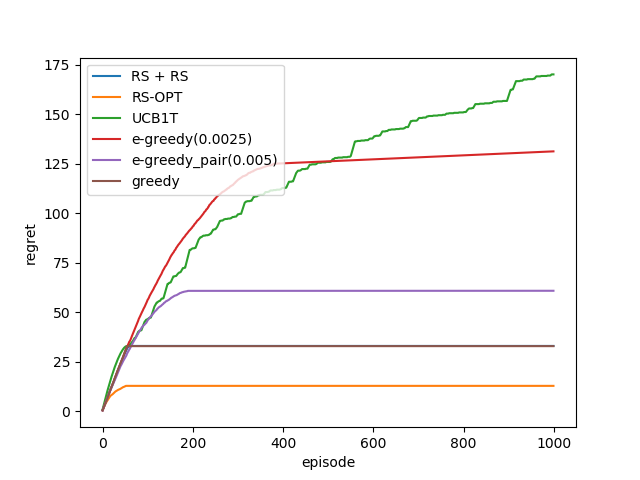 175
150
125
100
75
50
25
0
regret
RS + RS
RS-OPT
UCB1T
e-greedy(0.0025)
e-greedy_pair(0.005)
greedy
0 200 400 600 800 1000
episode